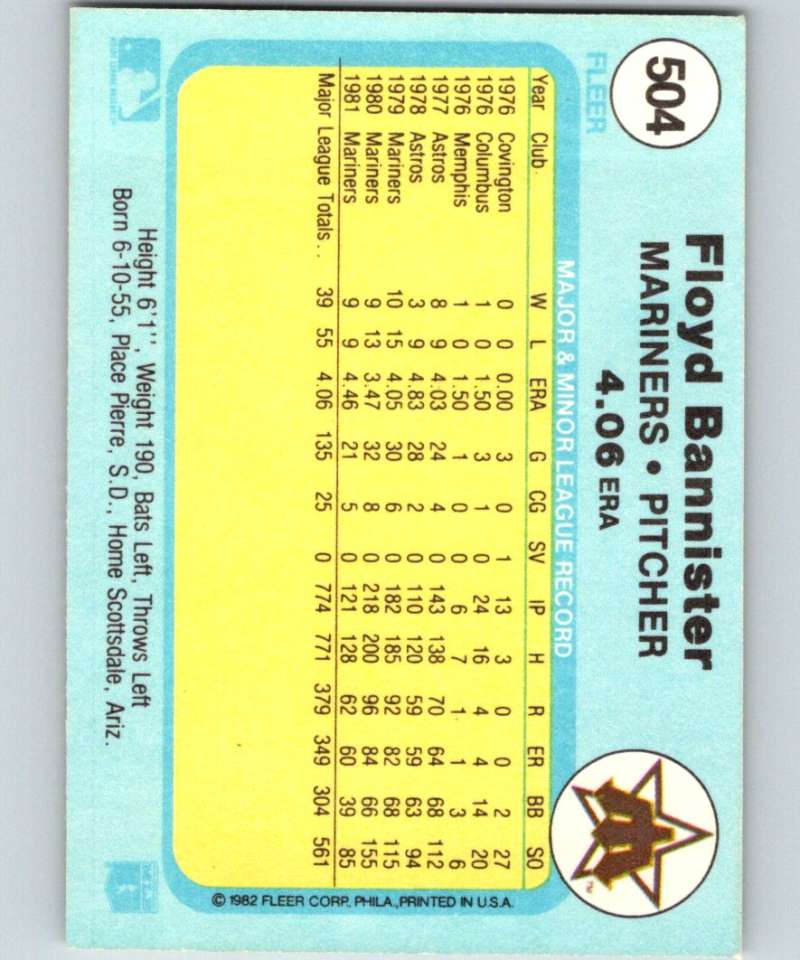 504
FLEER
Floyd Bannister
MARINERS • PITCHER
4.06 ERA
MAJOR & MINOR LEAGUE RECORD
Year Club W L ERA G CG SV IP H R ER BB SO
1976 Covington 0 0 0.00 3 0 1 13 3 0 0 2 27
1976 Columbus 1 0 1.50 3 1 0 24 16 4 4 14 20
1976 Memphis 1 0 1.50 1 0 0 6 7 1 1 3 6
1977 Astros 8 9 4.03 24 4 0 143 138 70 64 68 112
1978 Astros 3 9 4.83 28 2 0 110 120 59 59 63 94
1979 Mariners 10 15 4.05 30 6 0 182 185 92 82 68 115
1980 Mariners 9 13 3.47 32 8 0 218 200 96 84 66 155
1981 Mariners 9 9 4.46 21 5 0 121 128 62 60 39 85
Major League Totals . . 39 55 4.06 135 25 0 774 771 379 349 304 561
© 1982 FLEER CORP. PHILA., PRINTED IN U.S.A.
Height 6'1'', Weight 190, Bats Left, Throws Left
Born 6-10-55, Place Pierre, S.D., Home Scottsdale, Ariz.